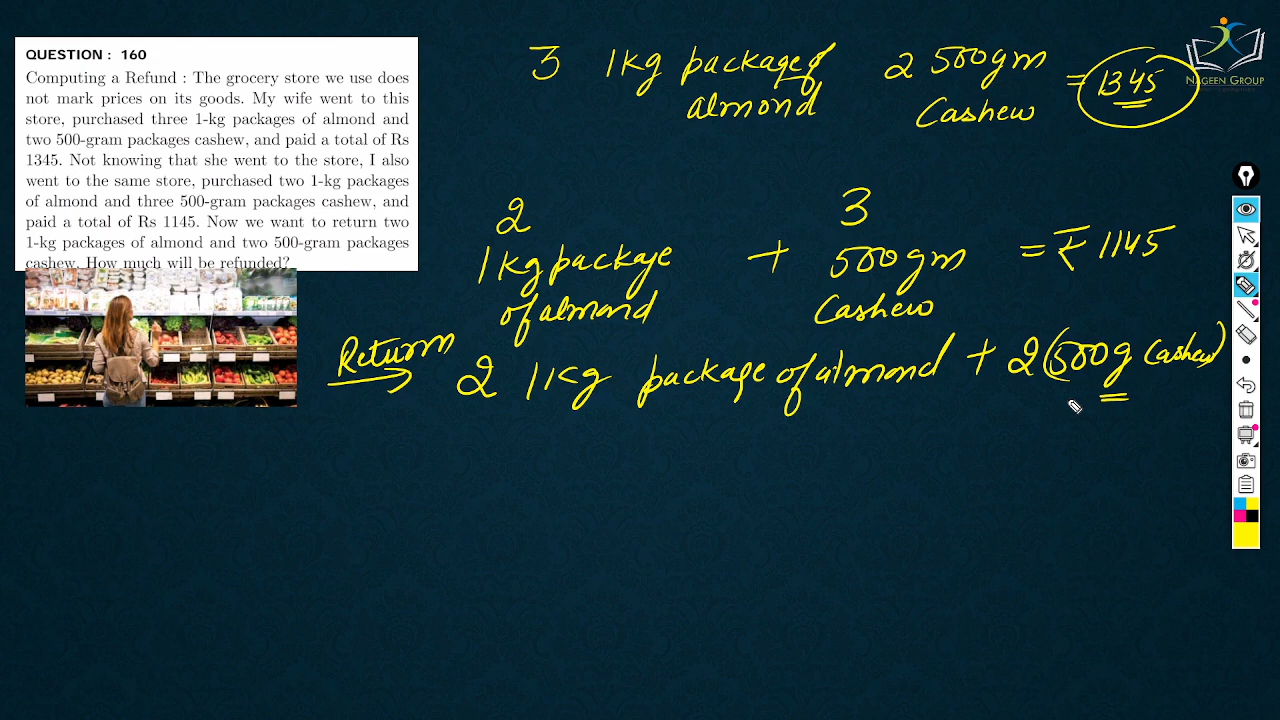 QUESTION : 160
Computing a Refund : The grocery store we use does
not mark prices on its goods. My wife went to this
store, purchased three 1-kg packages of almond and
two 500-gram packages cashew, and paid a total of Rs
1345. Not knowing that she went to the store, I also
went to the same store, purchased two 1-kg packages
of almond and three 500-gram packages cashew, and
paid a total of Rs 1145. Now we want to return two
1-kg packages of almond and two 500-gram packages
cashew. How much will be refunded?
3 1kg package of almond 2 500gm Cashew = 1345
NAGEEN GROUP
2 3
1kg package + 500gm = ₹ 1145
of almond Cashew
Return 2 1Kg package of almond + 2(500g Cashew)